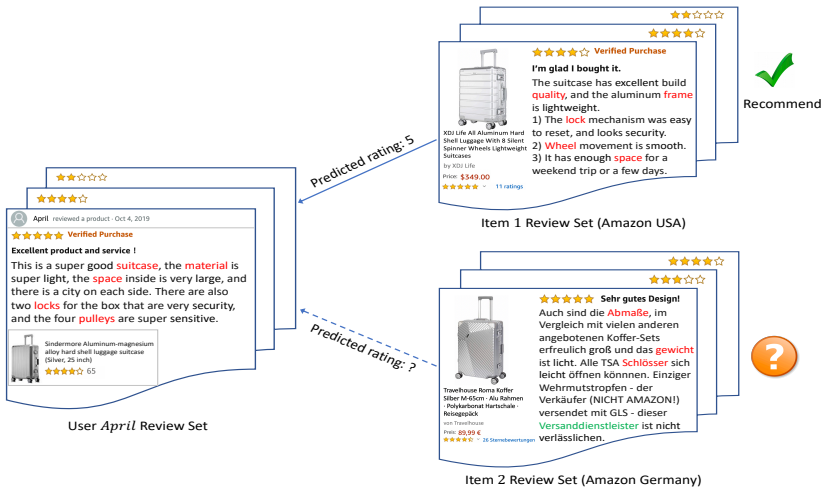 April reviewed a product - Oct 4, 2019
Verified Purchase
Excellent product and service !
This is a super good suitcase, the material is
super light, the space inside is very large, and
there is a city on each side. There are also
two locks for the box that are very security,
and the four pulleys are super sensitive.
Sindermore Aluminum-magnesium
alloy hard shell luggage suitcase
(Silver, 25 inch)
65
User April Review Set
Predicted rating: 5
Predicted rating: ?
Verified Purchase
I'm glad I bought it.
The suitcase has excellent build
quality, and the aluminum frame
is lightweight.
1) The lock mechanism was easy
to reset, and looks security.
2) Wheel movement is smooth.
3) It has enough space for a
weekend trip or a few days.
XDJ Life All Aluminum Hard
Shell Luggage With 8 Silent
Spinner Wheels Lightweight
Suitcases
by XDJ Life
Price: $349.00
11 ratings
Item 1 Review Set (Amazon USA)
Recommend
Sehr gutes Design!
Auch sind die Abmaße, im
Vergleich mit vielen anderen
angebotenen Koffer-Sets
erfreulich groß und das gewicht
ist licht. Alle TSA Schlösser sich
leicht öffnen könnnen. Einziger
Wehrmutstropfen - der
Verkäufer (NICHT AMAZON!)
versendet mit GLS - dieser
Versanddienstleister ist nicht
verlässlichen.
Travelhouse Roma Koffer
Silber M-65cm · Alu Rahmen
· Polykarbonat Hartschale ·
Reisegepäck
von Travelhouse
Preis: 89,99 €
26 Sternebewertungen
Item 2 Review Set (Amazon Germany)
?